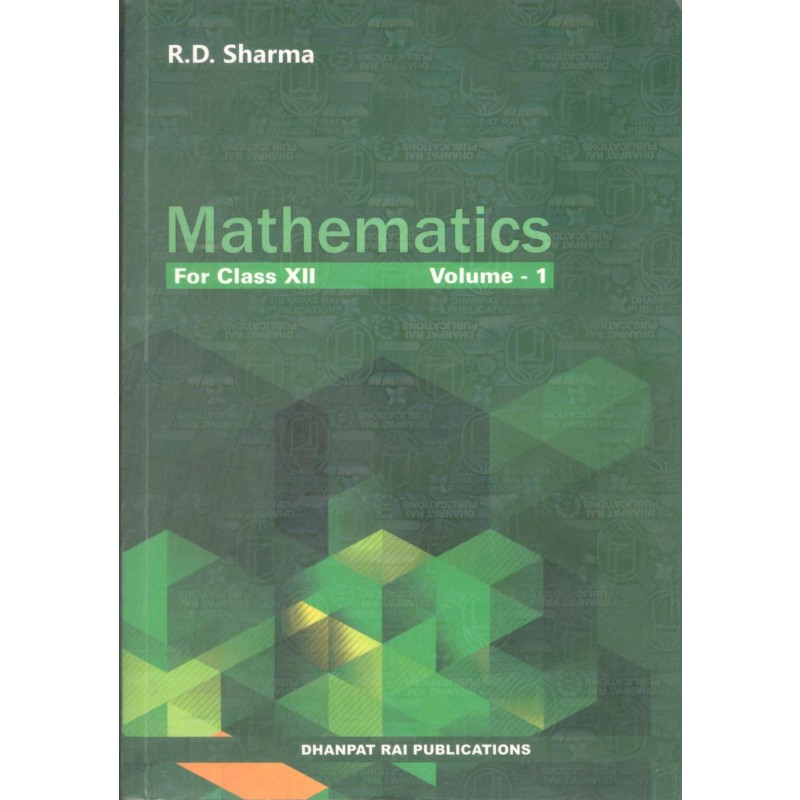 R.D. Sharma
Mathematics
For Class XII Volume - 1
DHANPAT RAI PUBLICATIONS